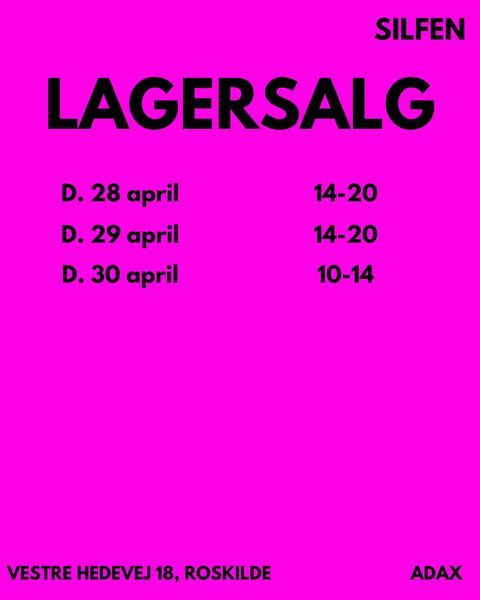 SILFEN
LAGERSALG
D. 28 april 14-20
D. 29 april 14-20
D. 30 april 10-14
VESTRE HEDEVEJ 18, ROSKILDE ADAX